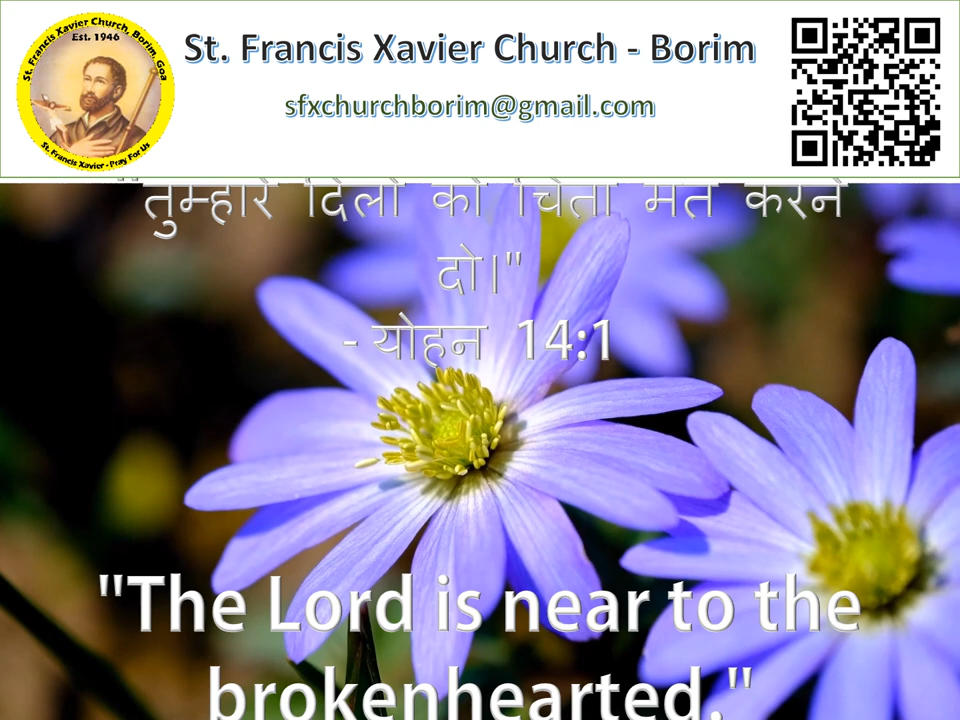 St. Francis Xavier Church, Borim, Goa
Est. 1946
St. Francis Xavier - Pray For Us
St. Francis Xavier Church - Borim
sfxchurchborim@gmail.com
"तुम्हारे दिलों को चिंता मत करने
दो।"
- योहन 14:1
"The Lord is near to the
brokenhearted."